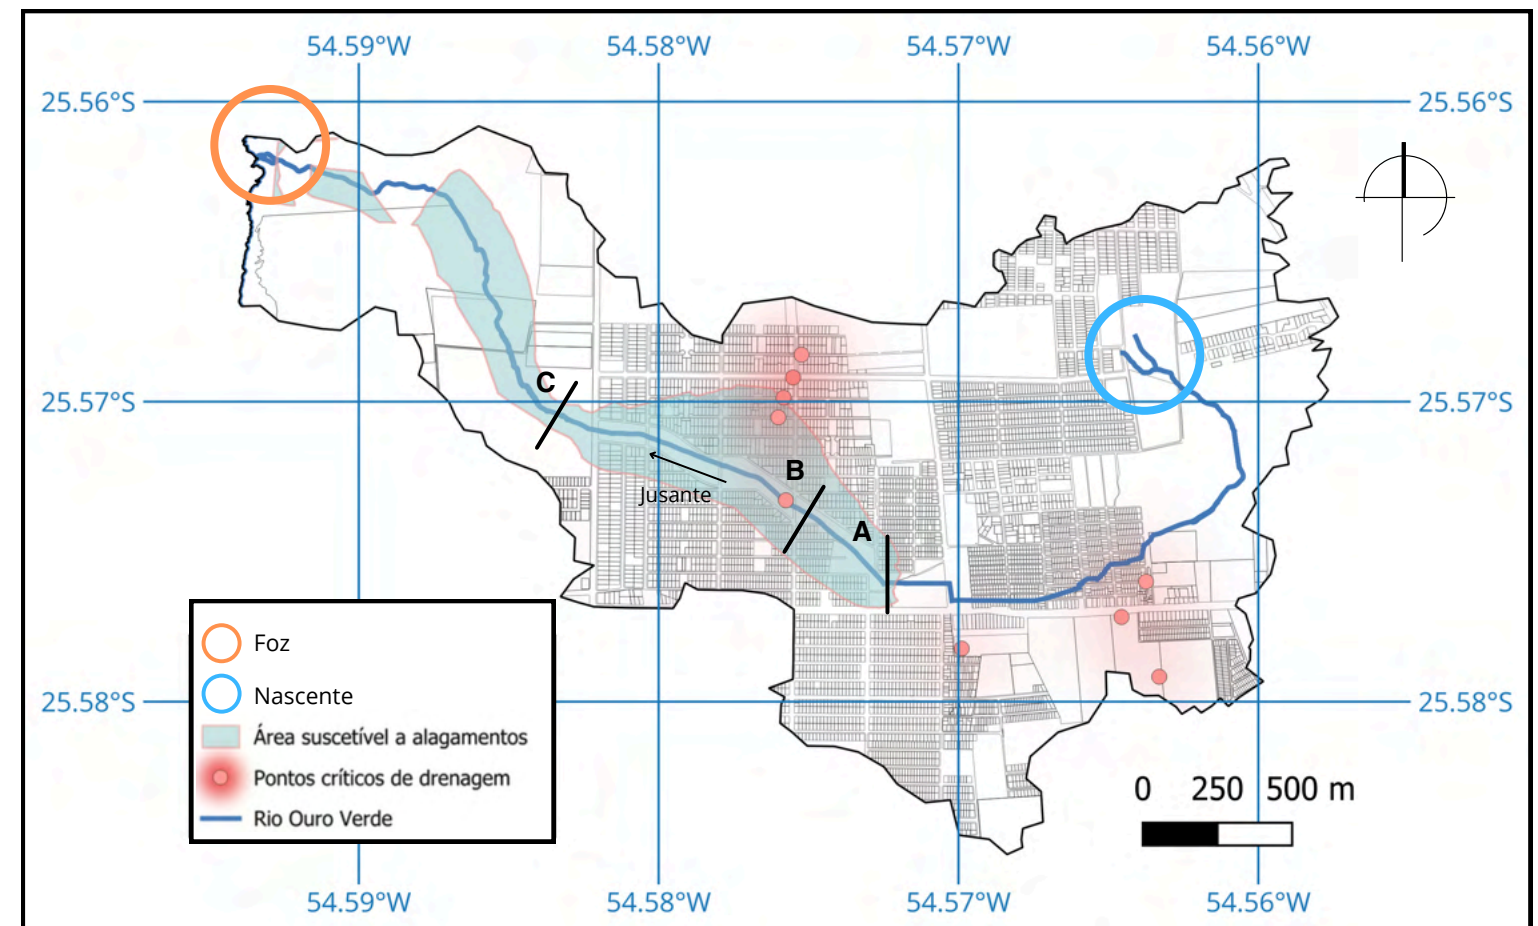 54.59°W 54.58°W 54.57°W 54.56°W
25.56°S 25.56°S
C
25.57°S 25.57°S
B
Jusante
A
Foz
Nascente
25.58°S 25.58°S
Área suscetível a alagamentos
Pontos críticos de drenagem
0 250 500 m
Rio Ouro Verde
54.59°W 54.58°W 54.57°W 54.56°W